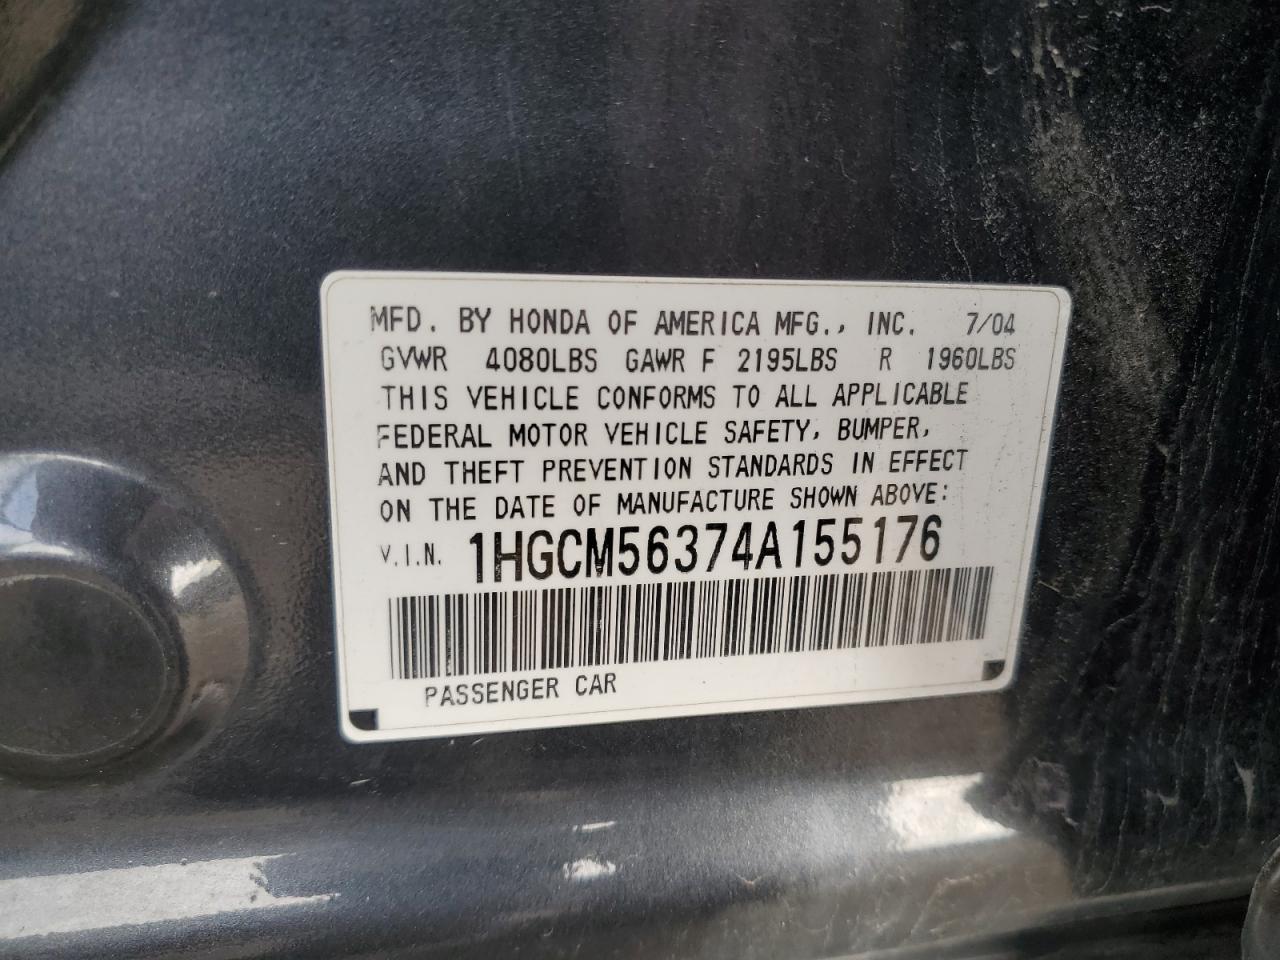 MFD. BY HONDA OF AMERICA MFG., INC. 7/04
GVWR 4080LBS GAWR F 2195LBS R 1960LBS
THIS VEHICLE CONFORMS TO ALL APPLICABLE
FEDERAL MOTOR VEHICLE SAFETY, BUMPER,
AND THEFT PREVENTION STANDARDS IN EFFECT
ON THE DATE OF MANUFACTURE SHOWN ABOVE:
V.I.N. 1HGCM56374A155176
PASSENGER CAR